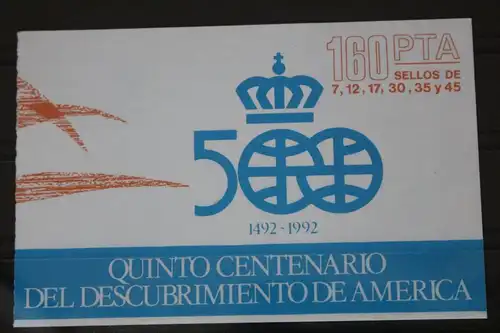 160 PTA
SELLOS DE
7, 12, 17, 30, 35 y 45
500
1492 - 1992
QUINTO CENTENARIO
DEL DESCUBRIMIENTO DE AMERICA